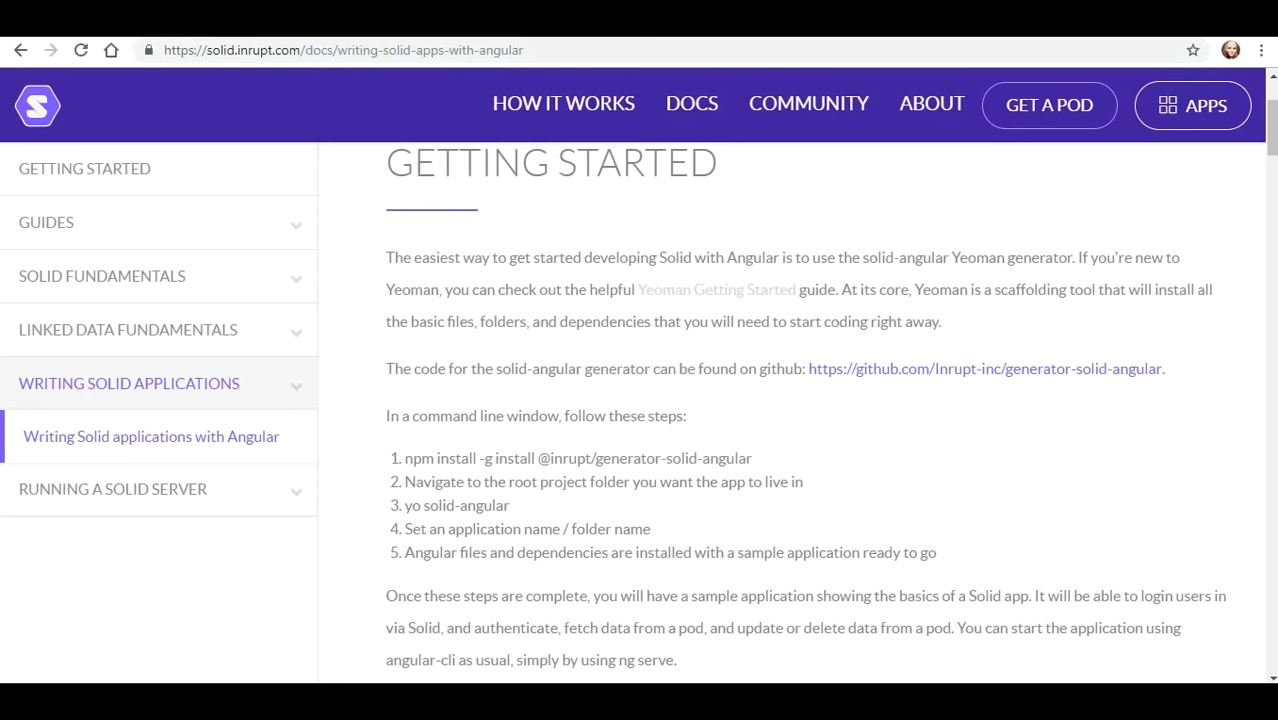 https://solid.inrupt.com/docs/writing-solid-apps-with-angular
HOW IT WORKS
DOCS
COMMUNITY
ABOUT
GET A POD
APPS
GETTING STARTED
GUIDES
SOLID FUNDAMENTALS
LINKED DATA FUNDAMENTALS
WRITING SOLID APPLICATIONS
Writing Solid applications with Angular
RUNNING A SOLID SERVER
GETTING STARTED
The easiest way to get started developing Solid with Angular is to use the solid-angular Yeoman generator. If you're new to
Yeoman, you can check out the helpful Yeoman Getting Started guide. At its core, Yeoman is a scaffolding tool that will install all
the basic files, folders, and dependencies that you will need to start coding right away.
The code for the solid-angular generator can be found on github: https://github.com/Inrupt-inc/generator-solid-angular.
In a command line window, follow these steps:
1. npm install -g install @inrupt/generator-solid-angular
2. Navigate to the root project folder you want the app to live in
3. yo solid-angular
4. Set an application name / folder name
5. Angular files and dependencies are installed with a sample application ready to go
Once these steps are complete, you will have a sample application showing the basics of a Solid app. It will be able to login users in
via Solid, and authenticate, fetch data from a pod, and update or delete data from a pod. You can start the application using
angular-cli as usual, simply by using ng serve.